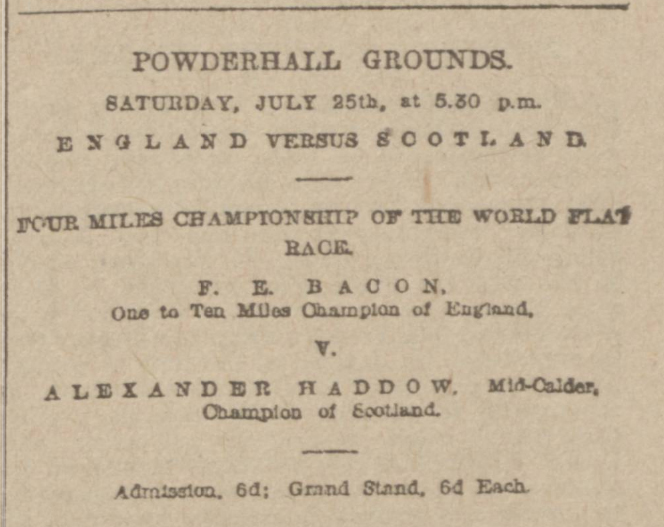 POWDERHALL GROUNDS.
SATURDAY, JULY 25th, at 5.30 p.m.
ENGLAND VERSUS SCOTLAND.
FOUR MILES CHAMPIONSHIP OF THE WORLD FLAT
RACE.
F. E. BACON,
One to Ten Miles Champion of England,
V.
ALEXANDER HADDOW, Mid-Calder,
Champion of Scotland.
Admission, 6d; Grand Stand, 6d Each.